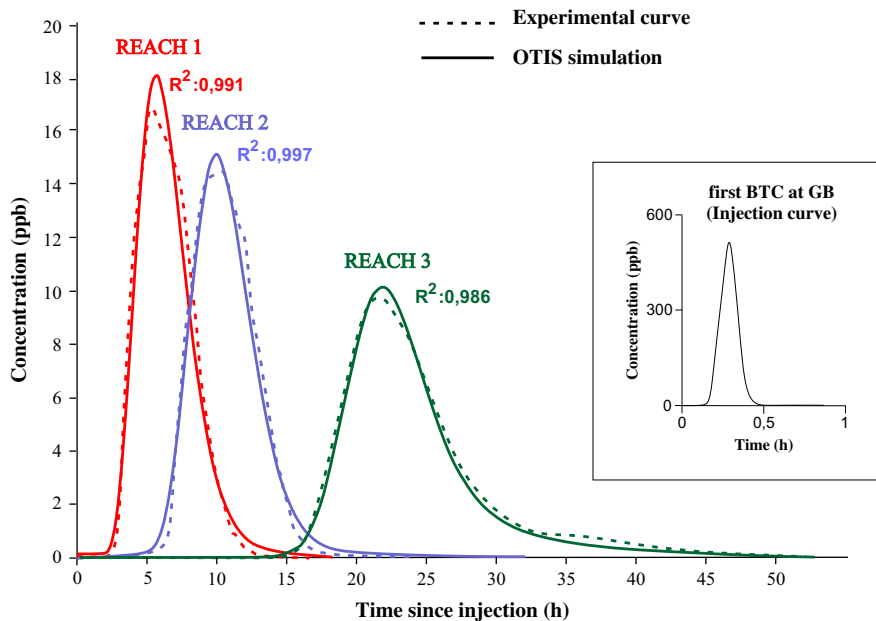 Experimental curve
OTIS simulation
REACH 1
R²:0,991
REACH 2
R²:0,997
REACH 3
R²:0,986
Concentration (ppb)
20
18
16
14
12
10
8
6
4
2
0
0
5
10
15
20
25
30
35
40
45
50
Time since injection (h)
first BTC at GB
(Injection curve)
Concentration (ppb)
600
300
0
0
0,5
1
Time (h)